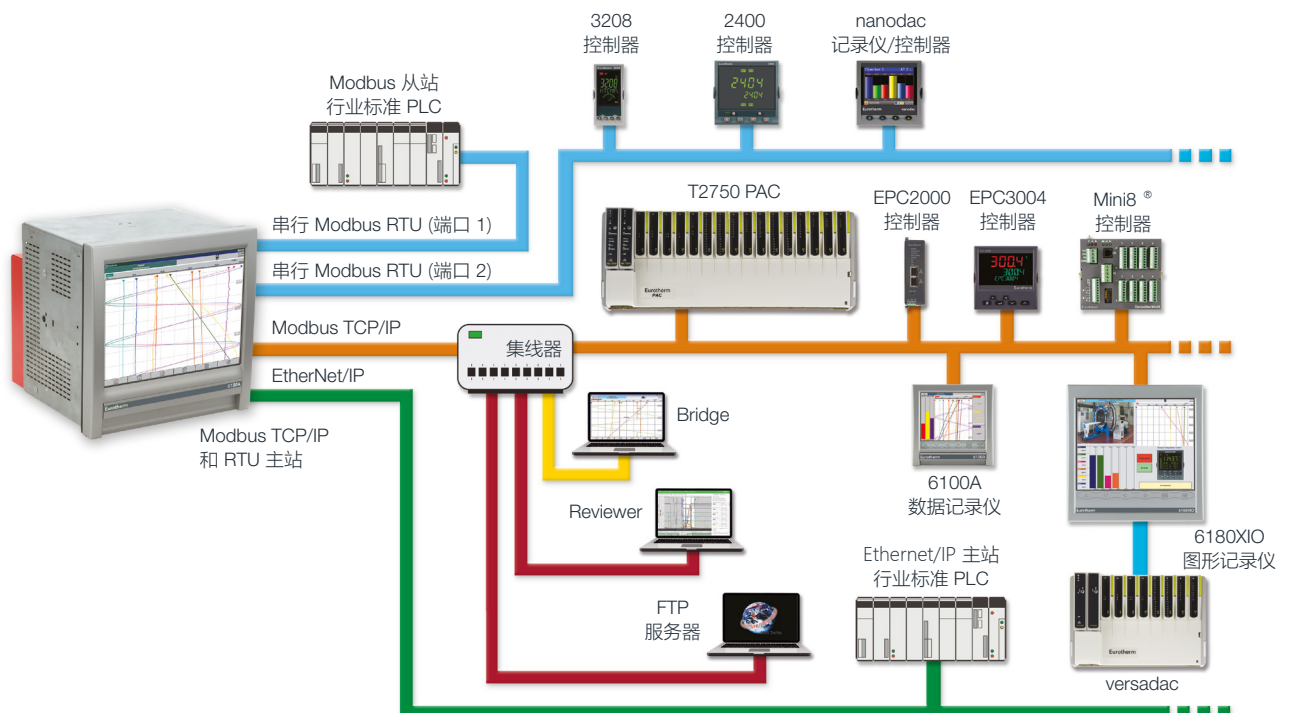 3208
控制器
2400
控制器
nanodac
记录仪/控制器
Modbus 从站
行业标准 PLC
串行 Modbus RTU (端口 1)
串行 Modbus RTU (端口 2)
T2750 PAC
EPC2000
控制器
EPC3004
控制器
Mini8 ®
控制器
Eurotherm
PAC
Modbus TCP/IP
集线器
EtherNet/IP
Modbus TCP/IP
和 RTU 主站
Bridge
Reviewer
FTP
服务器
6100A
数据记录仪
Ethernet/IP 主站
行业标准 PLC
6180XIO
图形记录仪
Eurotherm
versadac